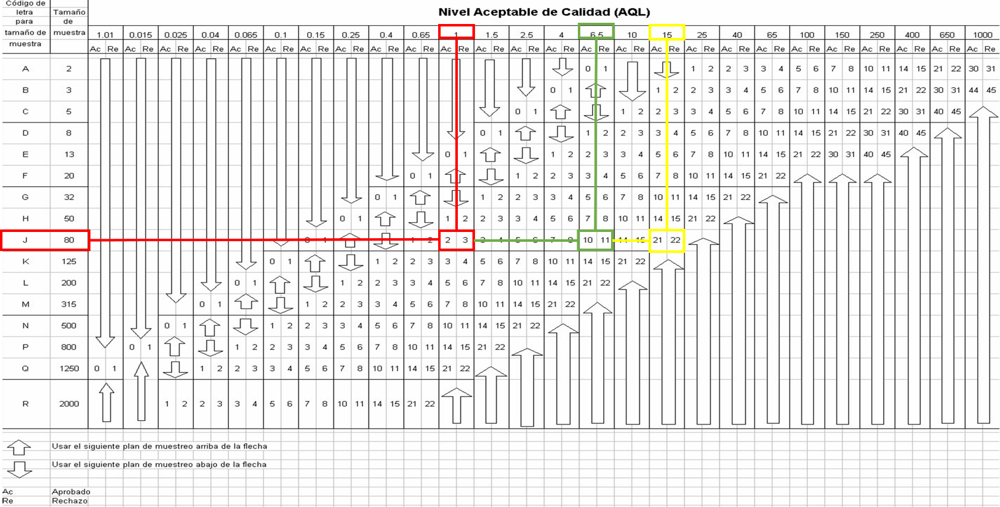 Código de
letra
para
tamaño de
muestra
Tamaño
de
muestra
Nivel Aceptable de Calidad (AQL)
1.01 0.015 0.025 0.04 0.065 0.1 0.15 0.25 0.4 0.65 1 1.5 2.5 4 6.5 10 15 25 40 65 100 150 250 400 650 1000
Ac Re Ac Re Ac Re Ac Re Ac Re Ac Re Ac Re Ac Re Ac Re Ac Re Ac Re Ac Re Ac Re Ac Re Ac Re Ac Re Ac Re Ac Re Ac Re Ac Re Ac Re Ac Re Ac Re Ac Re Ac Re Ac Re
A 2 0 1 1 2 2 3 3 4 5 6 7 8 10 11 14 15 21 22 30 31
B 3 0 1 1 2 2 3 3 4 5 6 7 8 10 11 14 15 21 22 30 31 44 45
C 5 0 1 1 2 2 3 3 4 5 6 7 8 10 11 14 15 21 22 30 31 40 45
D 8 0 1 1 2 2 3 3 4 5 6 7 8 10 11 14 15 21 22 30 31 40 45
E 13 0 1 1 2 2 3 3 4 5 6 7 8 10 11 14 15 21 22 30 31 40 45
F 20 0 1 1 2 2 3 3 4 5 6 7 8 10 11 14 15 21 22
G 32 0 1 1 2 2 3 3 4 5 6 7 8 10 11 14 15 21 22
H 50 0 1 1 2 2 3 3 4 5 6 7 8 10 11 14 15 21 22
J 80 0 1 1 2 2 3 3 4 5 6 7 8 10 11 14 15 21 22
K 125 0 1 1 2 2 3 3 4 5 6 7 8 10 11 14 15 21 22
L 200 0 1 1 2 2 3 3 4 5 6 7 8 10 11 14 15 21 22
M 315 0 1 1 2 2 3 3 4 5 6 7 8 10 11 14 15 21 22
N 500 0 1 1 2 2 3 3 4 5 6 7 8 10 11 14 15 21 22
P 800 0 1 1 2 2 3 3 4 5 6 7 8 10 11 14 15 21 22
Q 1250 0 1 1 2 2 3 3 4 5 6 7 8 10 11 14 15 21 22
R 2000 1 2 2 3 3 4 5 6 7 8 10 11 14 15 21 22
Usar el siguiente plan de muestreo arriba de la flecha
Usar el siguiente plan de muestreo abajo de la flecha
Ac Aprobado
Re Rechazo